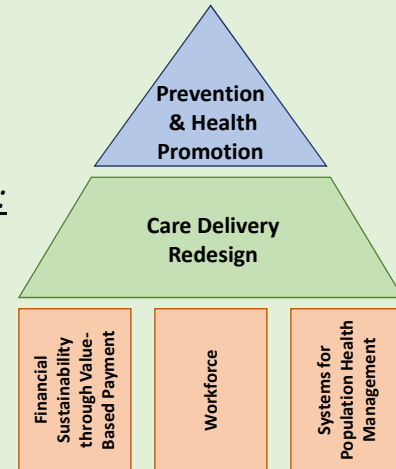 Prevention
& Health
Promotion
:
Care Delivery
Redesign
Financial
Sustainability
through Value-
Based Payment
Workforce
Systems for
Population Health
Management